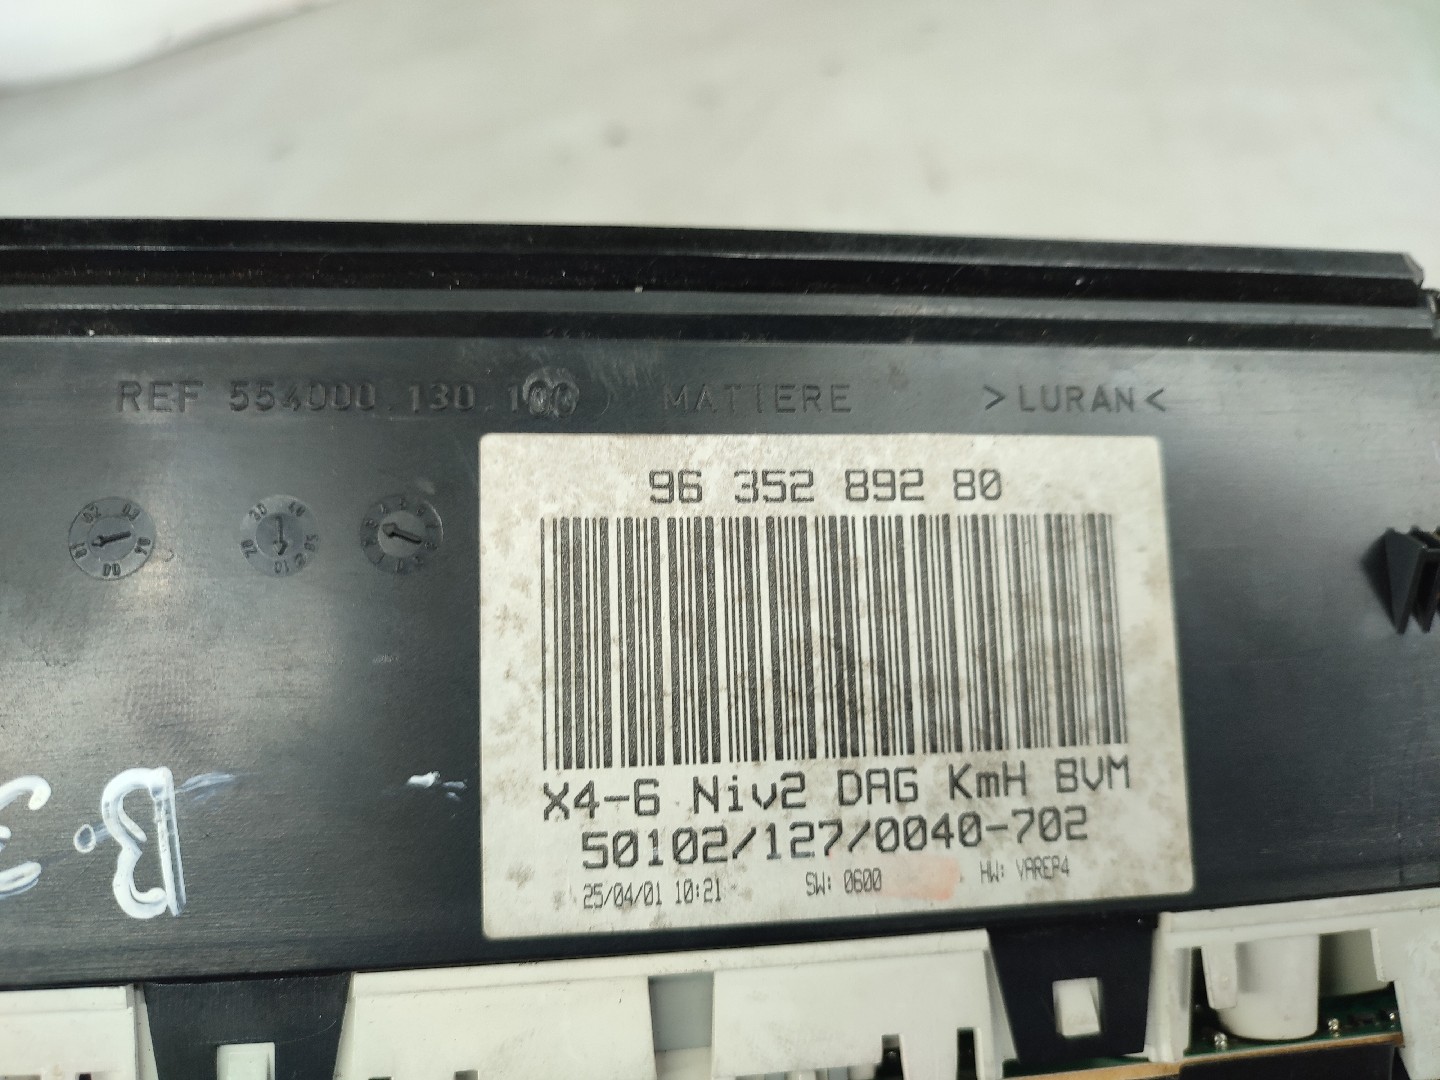 REF 554000 130 100 MATIERE >LURAN<
96 352 892 80
X4-6 Niv2 DAG KmH BVM
50102/127/0040-702
25/04/01 10:21 SW: 0600 HW: VAREP4
B